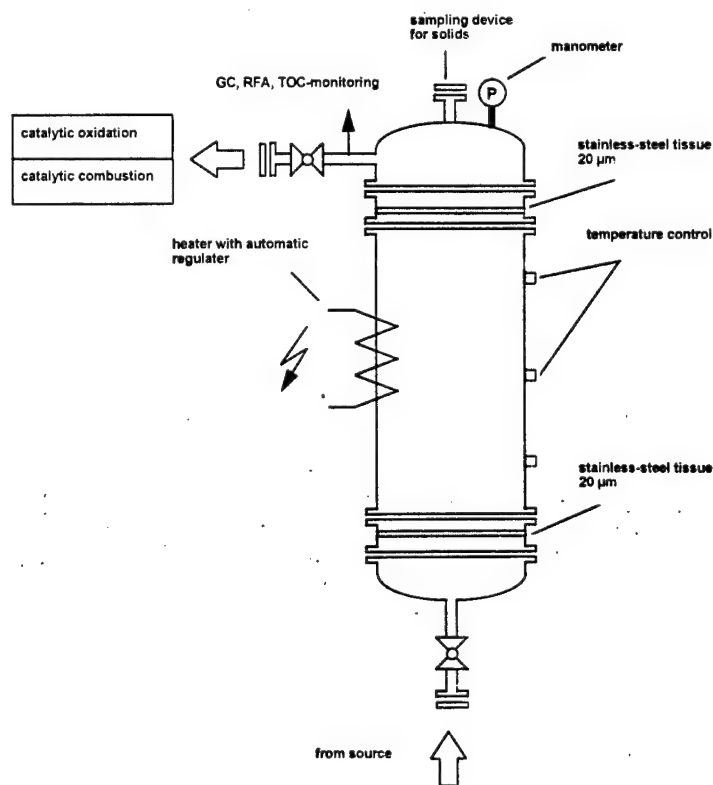 sampling device
for solids
manometer
P
GC, RFA, TOC-monitoring
catalytic oxidation
catalytic combustion
stainless-steel tissue
20 µm
heater with automatic
regulater
temperature control
stainless-steel tissue
20 µm
from source